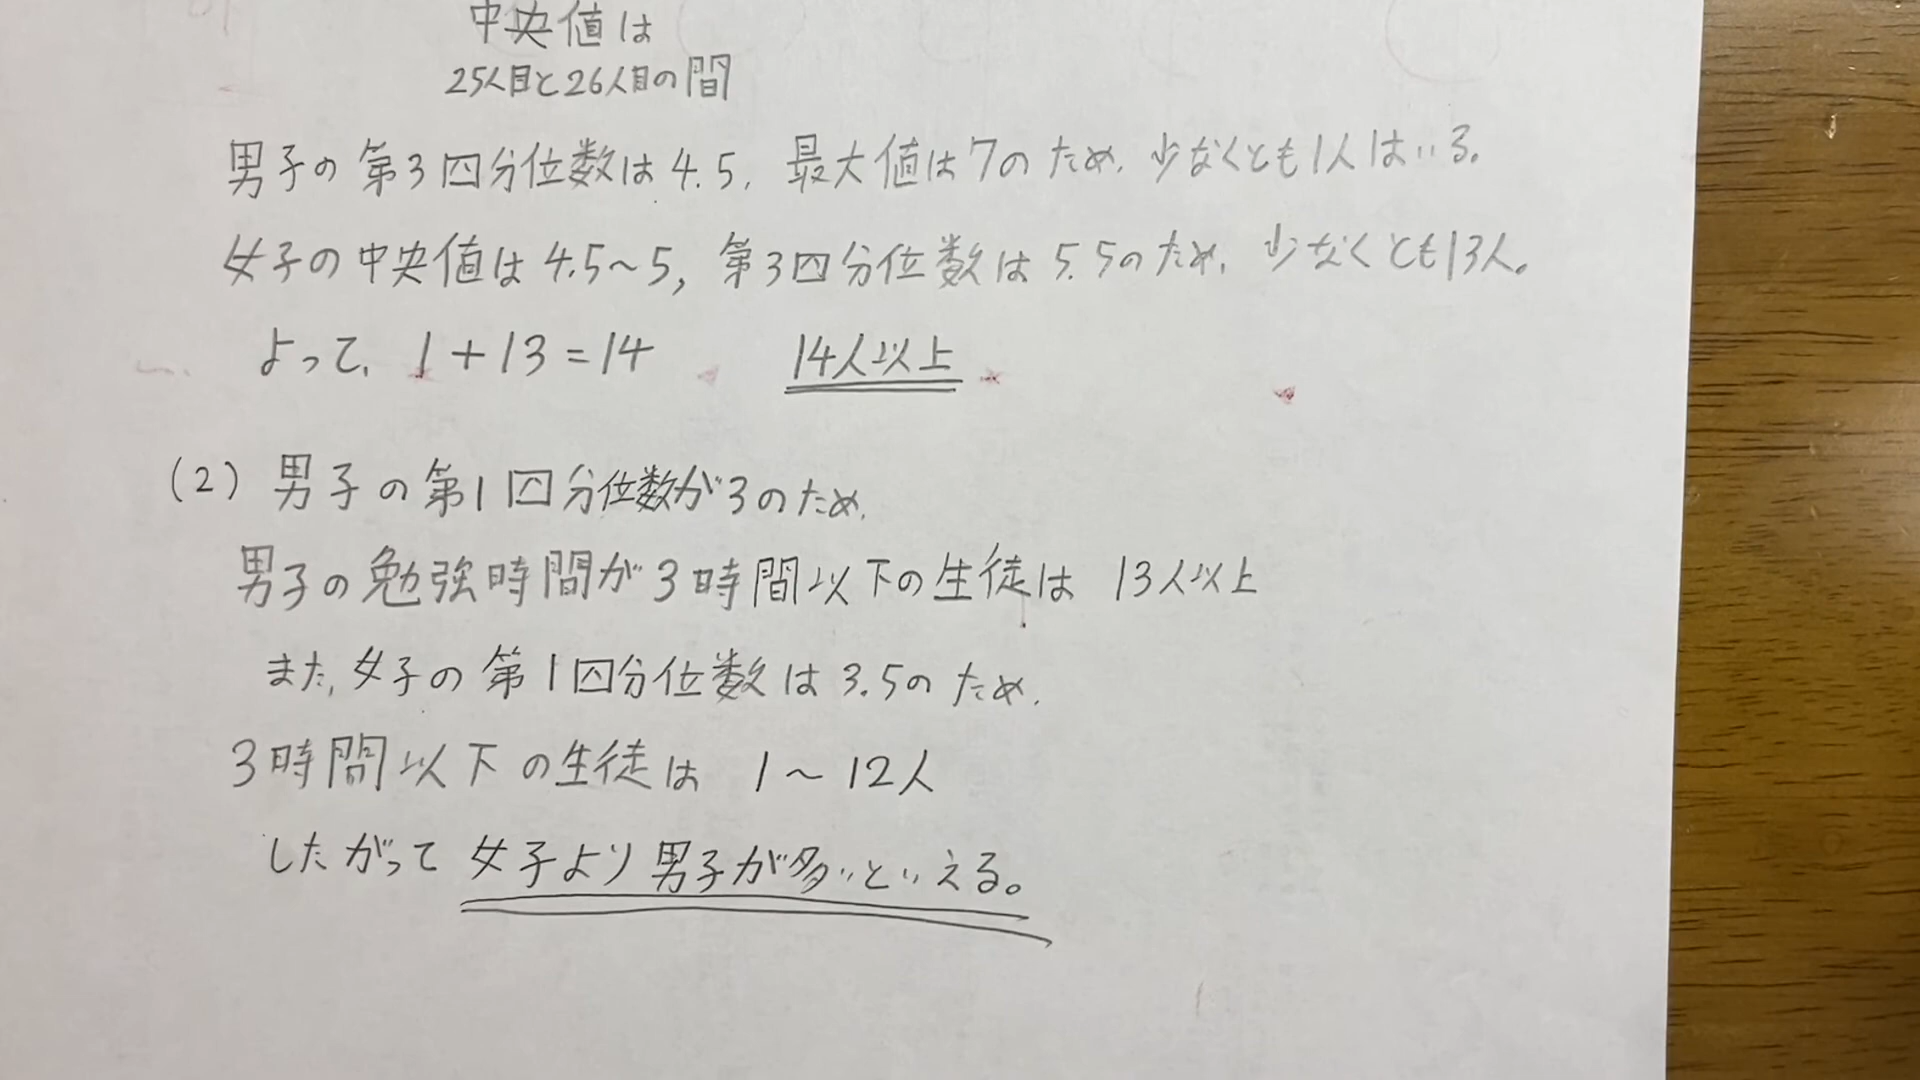 中央値は
25人目と26人目の間
男子の第3四分位数は4.5, 最大値は7のため, 少なくとも1人はいる。
女子の中央値は4.5~5, 第3四分位数は5.5のため, 少なくとも13人。
よって, 1+13=14 14人以上
(2) 男子の第1四分位数が3のため,
男子の勉強時間が3時間以下の生徒は 13人以上
また, 女子の第1四分位数は3.5のため,
3時間以下の生徒は 1~12人
したがって 女子より男子が多いといえる。